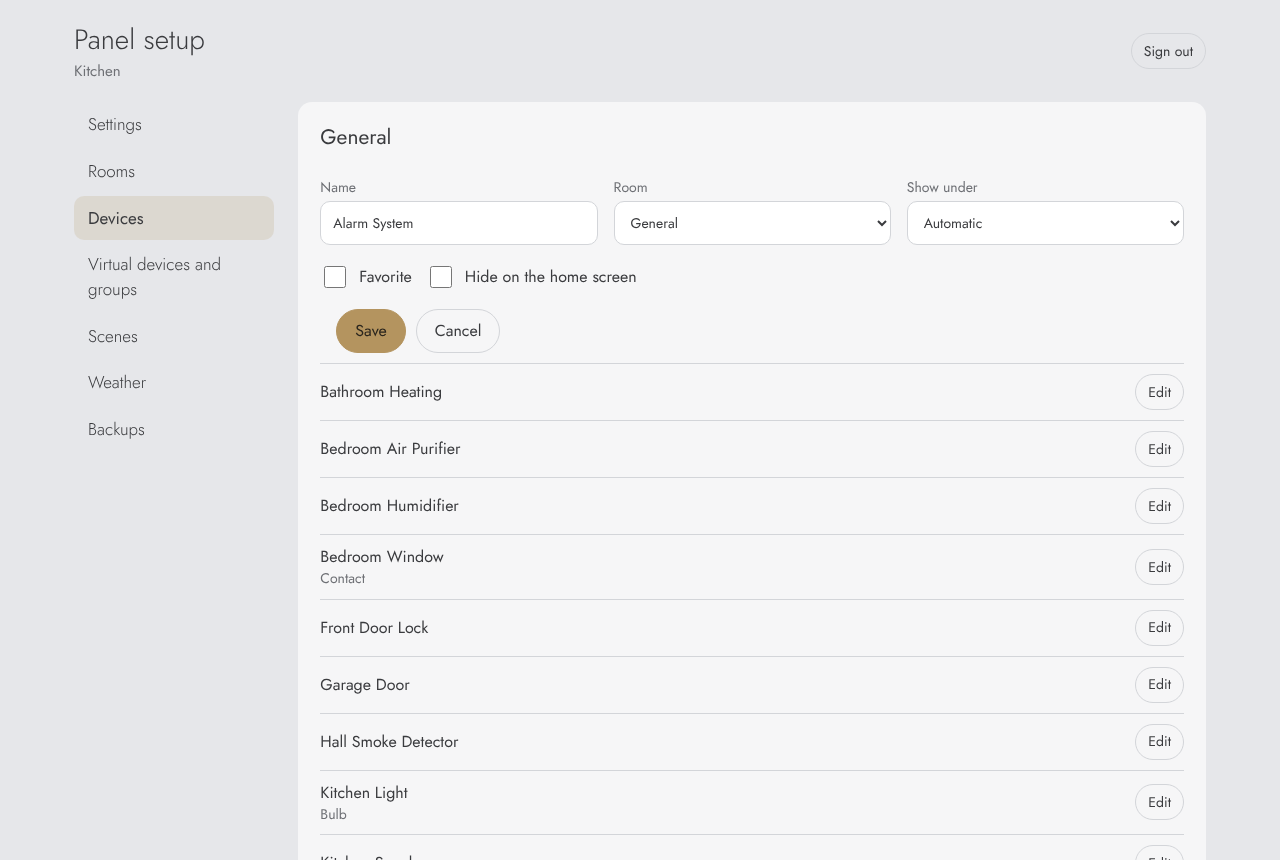 Panel setup
Kitchen
Sign out
Settings
Rooms
Devices
Virtual devices and
groups
Scenes
Weather
Backups
General
Name
Room
Show under
Alarm System
General
Automatic
Favorite
Hide on the home screen
Save
Cancel
Bathroom Heating
Edit
Bedroom Air Purifier
Edit
Bedroom Humidifier
Edit
Bedroom Window
Contact
Edit
Front Door Lock
Edit
Garage Door
Edit
Hall Smoke Detector
Edit
Kitchen Light
Bulb
Edit